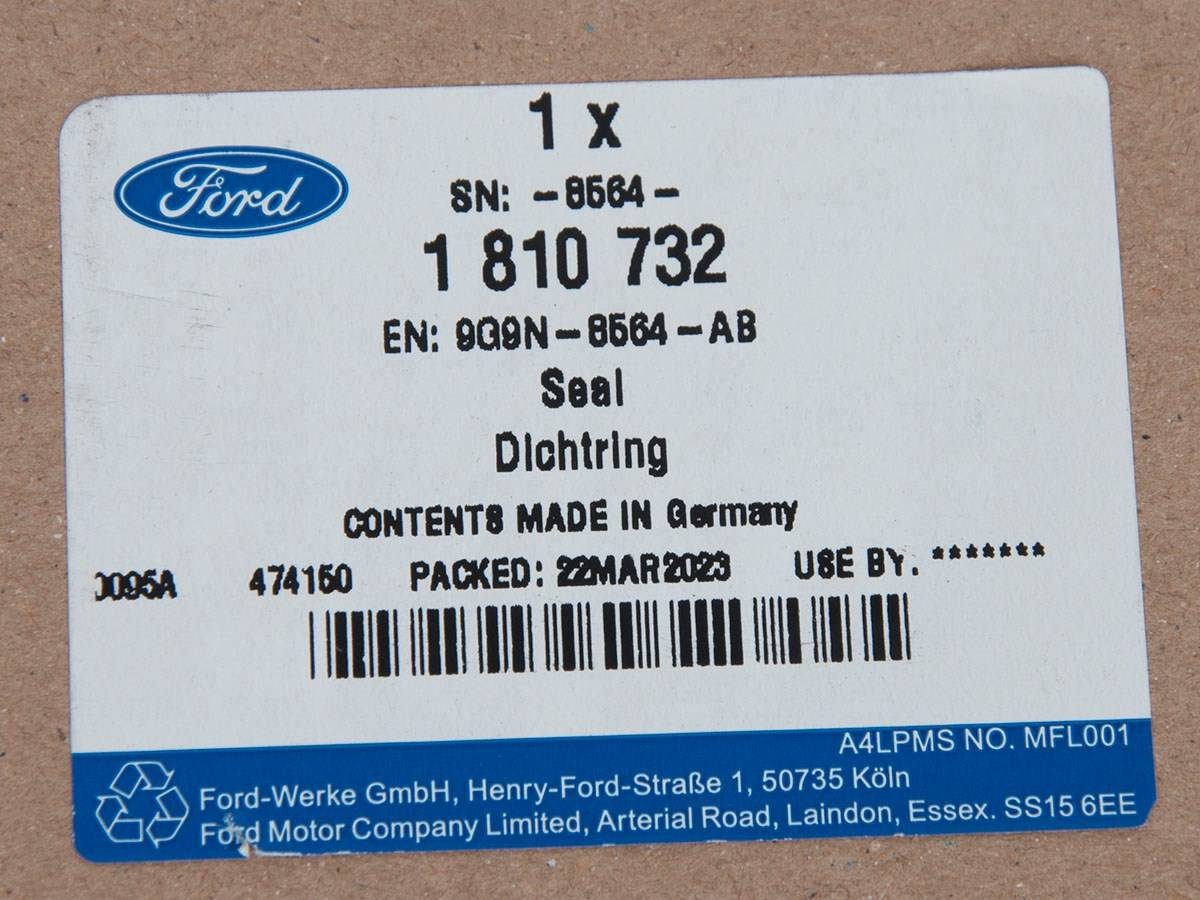 1 x
Ford
SN: -8564-
1 810 732
EN: 9G9N-8564-AB
Seal
Dichtring
CONTENTS MADE IN Germany
0095A 474150 PACKED: 22MAR2023 USE BY. *******
A4LPMS NO. MFL001
Ford-Werke GmbH, Henry-Ford-Straße 1, 50735 Köln
Ford Motor Company Limited, Arterial Road, Laindon, Essex. SS15 6EE